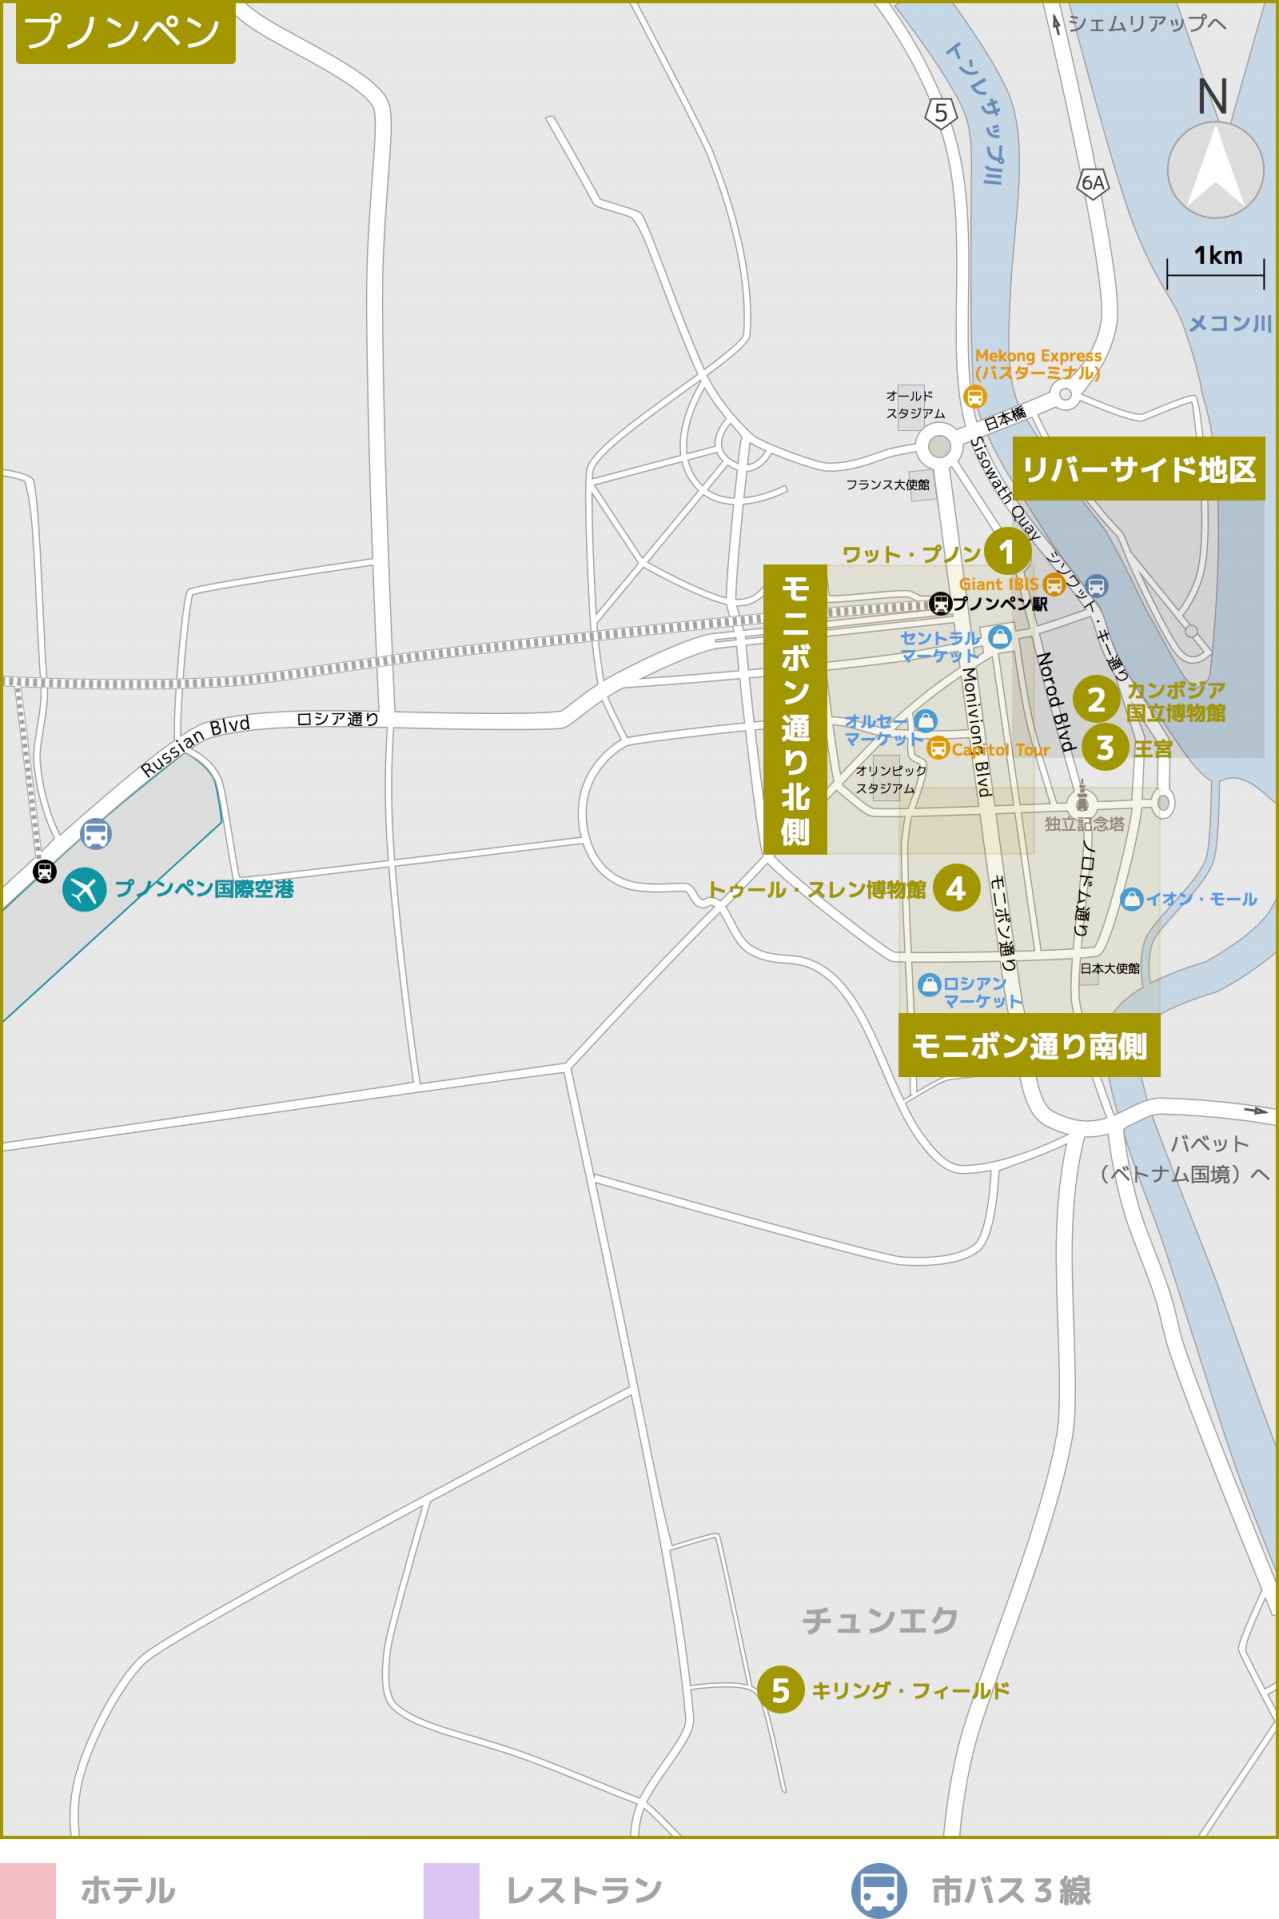 プノンペン
シェムリアップへ
トンレサップ川
5
6A
N
1km
メコン川
Mekong Express
(バスターミナル)
オールド
スタジアム
日本橋
Sisowath Quay
シソワット・キー通り
リバーサイド地区
フランス大使館
ワット・プノン
1
Giant IBIS
プノンペン駅
モニボン通り北側
セントラル
マーケット
Monivion Blvd
Norod Blvd
2
カンボジア
国立博物館
3
王宮
オルセー
マーケット
Capitol Tour
オリンピック
スタジアム
独立記念塔
Russian Blvd
ロシア通り
プノンペン国際空港
トゥール・スレン博物館
4
モニボン通り
ノロドム通り
イオン・モール
日本大使館
ロシアン
マーケット
モニボン通り南側
バベット
（ベトナム国境）へ
チュンエク
5
キリング・フィールド
ホテル
レストラン
市バス３線